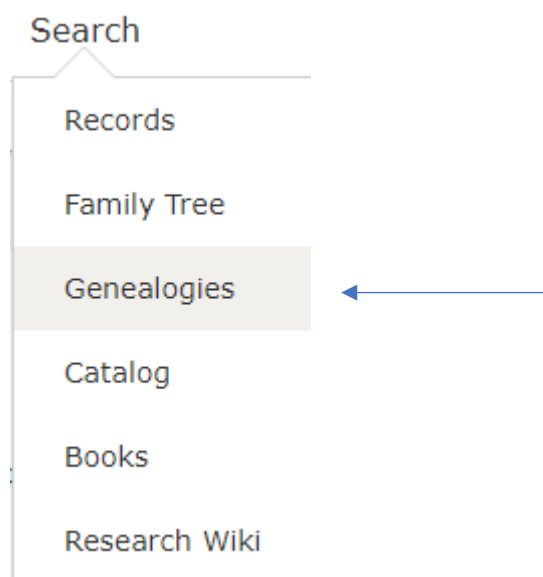 Search
Records
Family Tree
Genealogies
Catalog
Books
Research Wiki